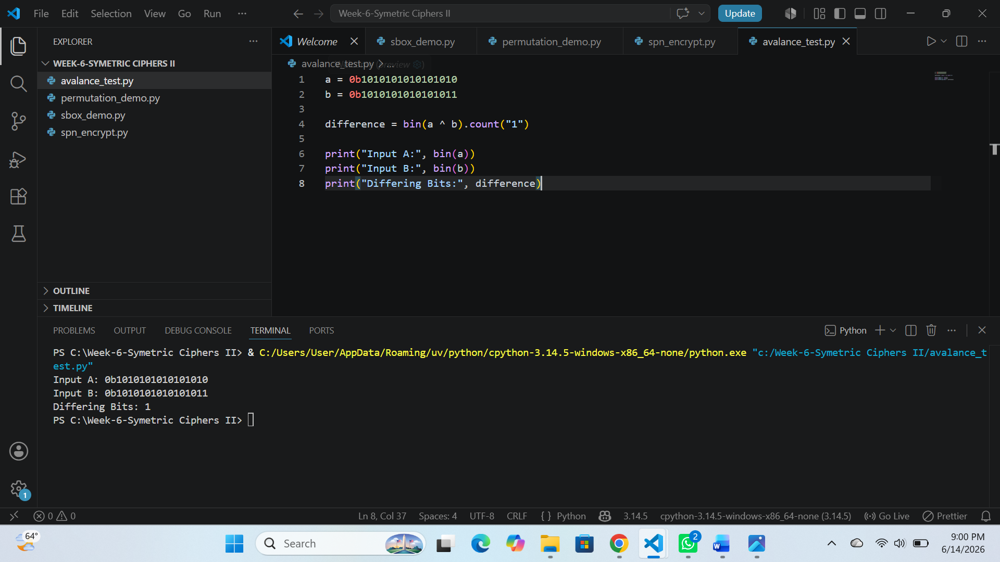 File Edit Selection View Go Run ...
Week-6-Symetric Ciphers II
Update
EXPLORER
WEEK-6-SYMETRIC CIPHERS II
avalance_test.py
permutation_demo.py
sbox_demo.py
spn_encrypt.py
OUTLINE
TIMELINE
Welcome sbox_demo.py permutation_demo.py spn_encrypt.py avalance_test.py
avalance_test.py > ...
1 a = 0b1010101010101010
2 b = 0b1010101010101011
3
4 difference = bin(a ^ b).count("1")
5
6 print("Input A:", bin(a))
7 print("Input B:", bin(b))
8 print("Differing Bits:", difference)
PROBLEMS OUTPUT DEBUG CONSOLE TERMINAL PORTS
Python
PS C:\Week-6-Symetric Ciphers II> & C:/Users/User/AppData/Roaming/uv/python/cpython-3.14.5-windows-x86_64-none/python.exe "c:/Week-6-Symetric Ciphers II/avalance_t
est.py"
Input A: 0b1010101010101010
Input B: 0b1010101010101011
Differing Bits: 1
PS C:\Week-6-Symetric Ciphers II>
1
0 0 Ln 8, Col 37 Spaces: 4 UTF-8 CRLF { } Python 3.14.5 cpython-3.14.5-windows-x86_64-none (3.14.5) Go Live Prettier
64°
Search
2
9:00 PM
6/14/2026